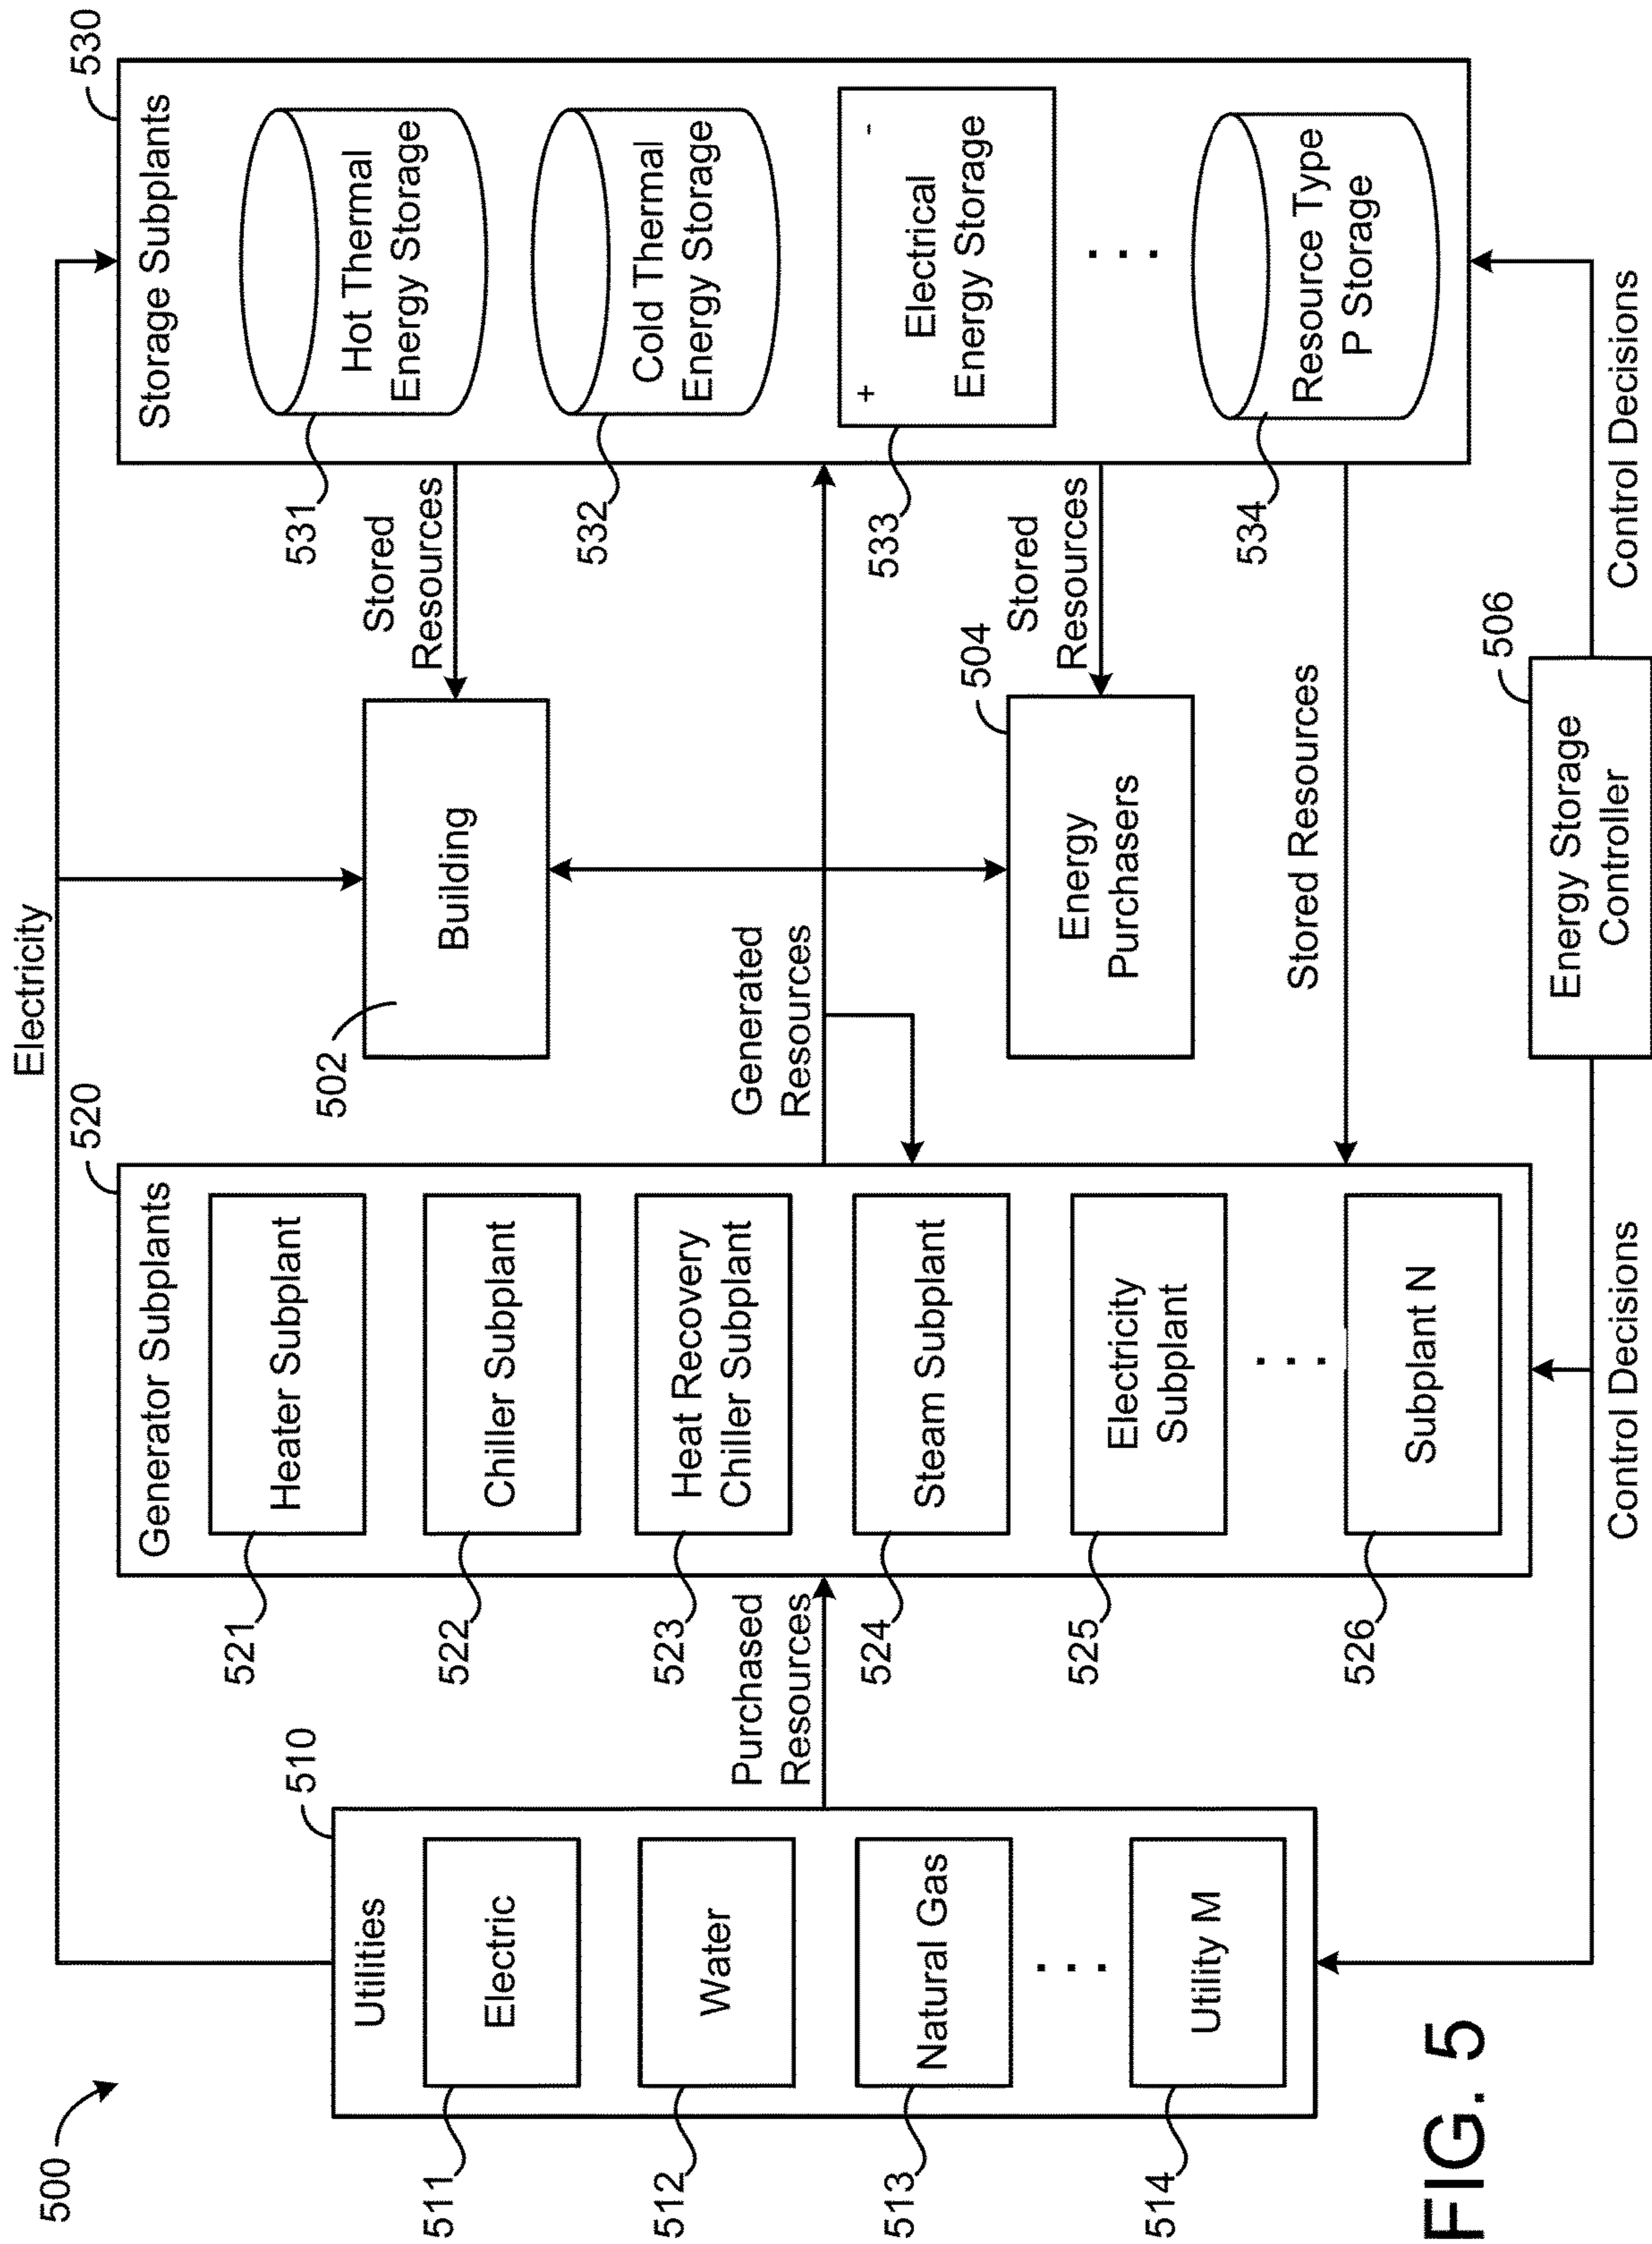 500
Electricity
510
Utilities
511
Electric
512
Water
513
Natural Gas
. . .
514
Utility M
Purchased
Resources
520
Generator Subplants
521
Heater Subplant
522
Chiller Subplant
523
Heat Recovery
Chiller Subplant
524
Steam Subplant
525
Electricity
Subplant
. . .
526
Subplant N
502
Building
Generated
Resources
504
Energy
Purchasers
Stored
Resources
Stored
Resources
Stored Resources
530
Storage Subplants
531
Hot Thermal
Energy Storage
532
Cold Thermal
Energy Storage
533
+ -
Electrical
Energy Storage
. . .
534
Resource Type
P Storage
506
Energy Storage
Controller
Control Decisions
Control Decisions
FIG. 5